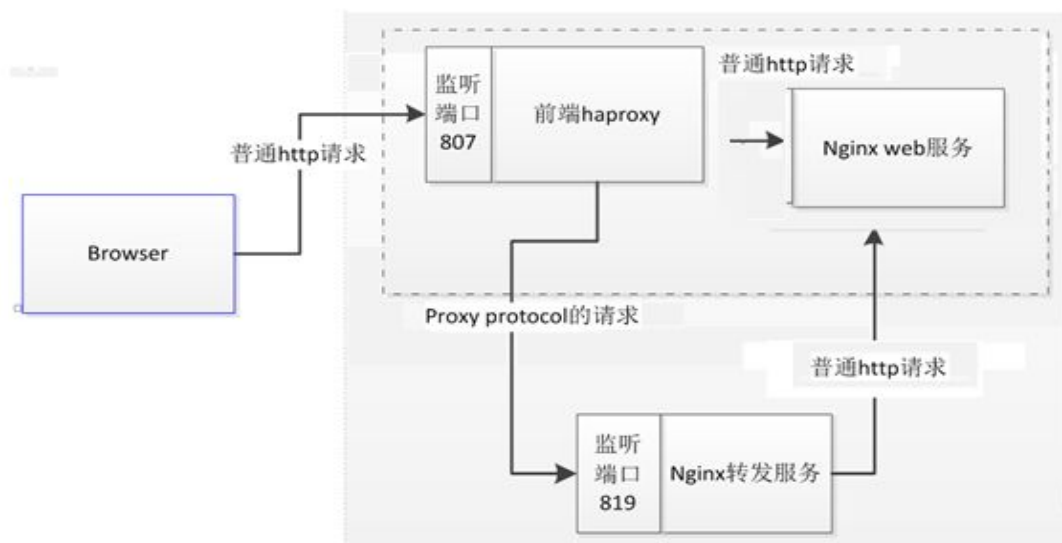 普通http请求
监听
端口
807
前端haproxy
普通http请求
Nginx web服务
Browser
Proxy protocol的请求
普通http请求
监听
端口
819
Nginx转发服务